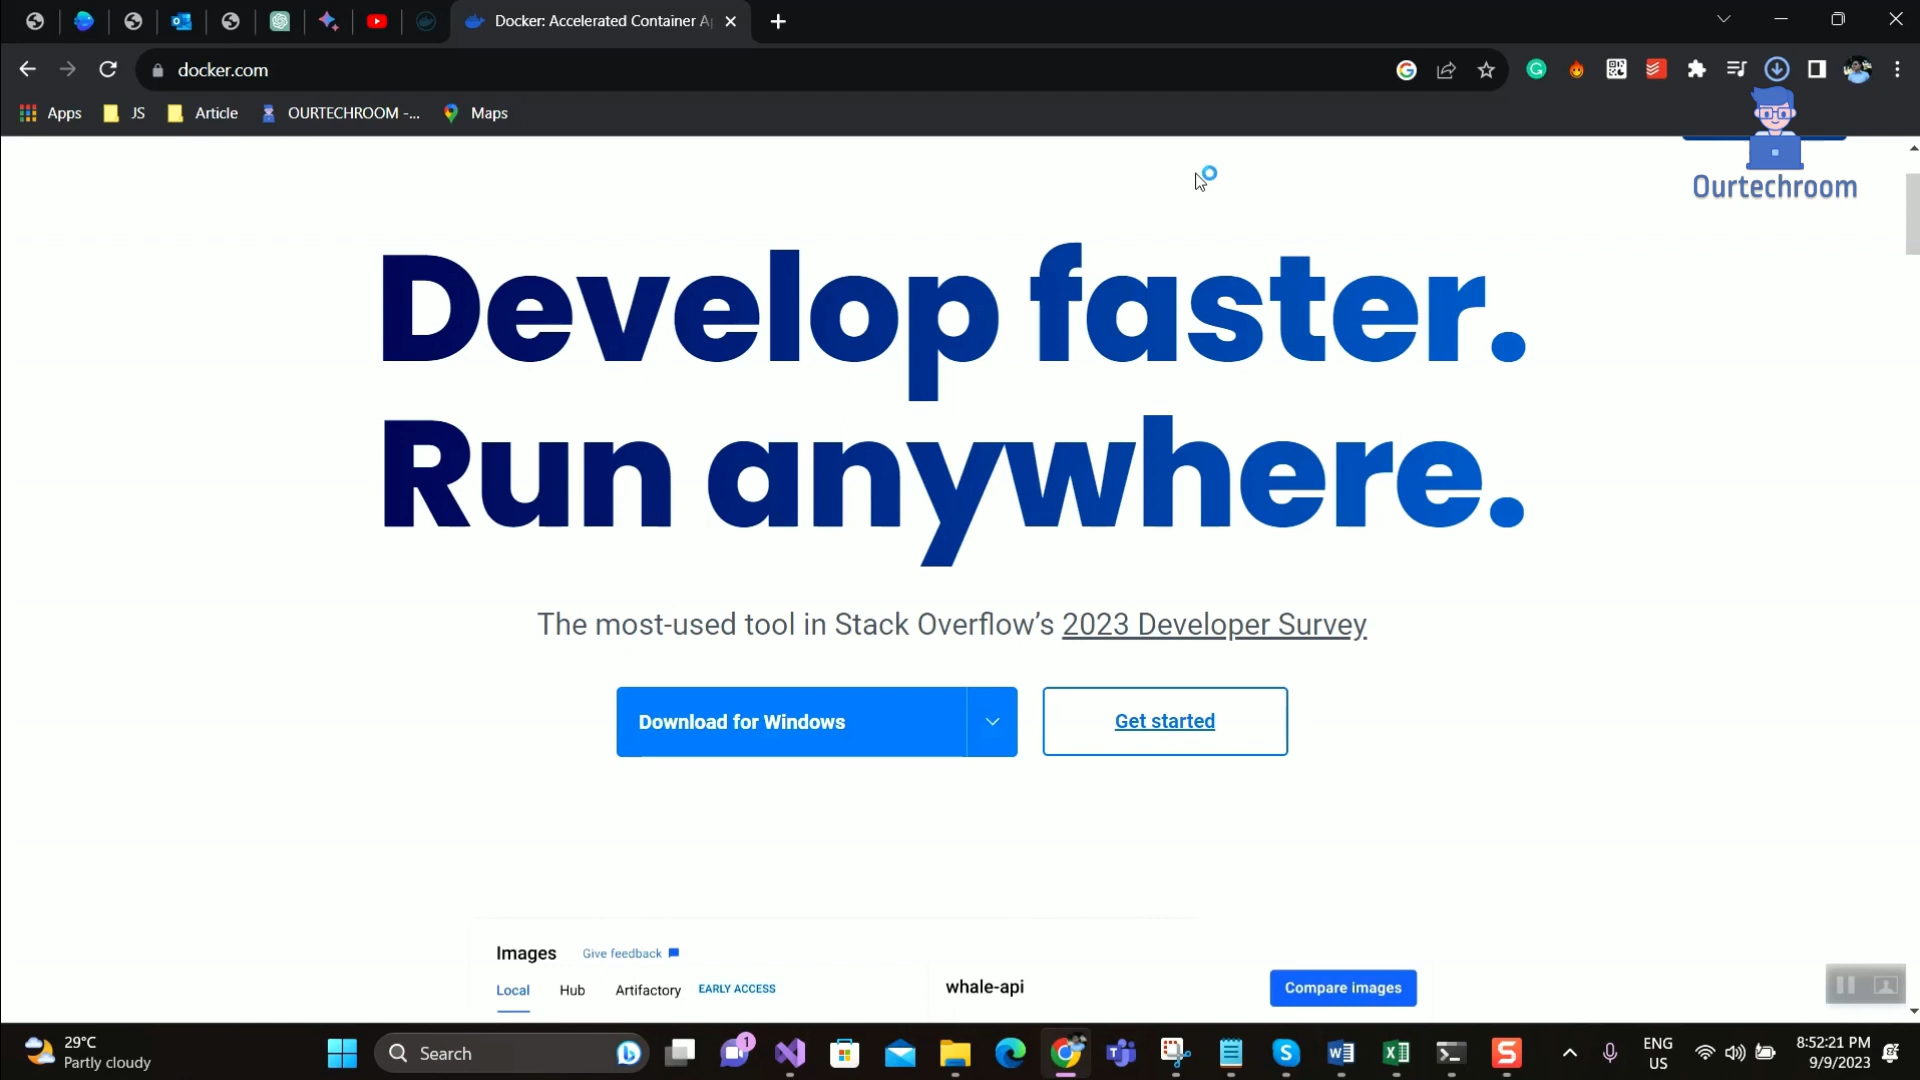 Docker: Accelerated Container A
docker.com
Apps
JS
Article
OURTECHROOM -...
Maps
Ourtechroom
Develop faster.
Run anywhere.
The most-used tool in Stack Overflow’s 2023 Developer Survey
Download for Windows
Get started
Images
Give feedback
Local
Hub
Artifactory
EARLY ACCESS
whale-api
Compare images
29°C
Partly cloudy
Search
1
ENG
US
8:52:21 PM
9/9/2023